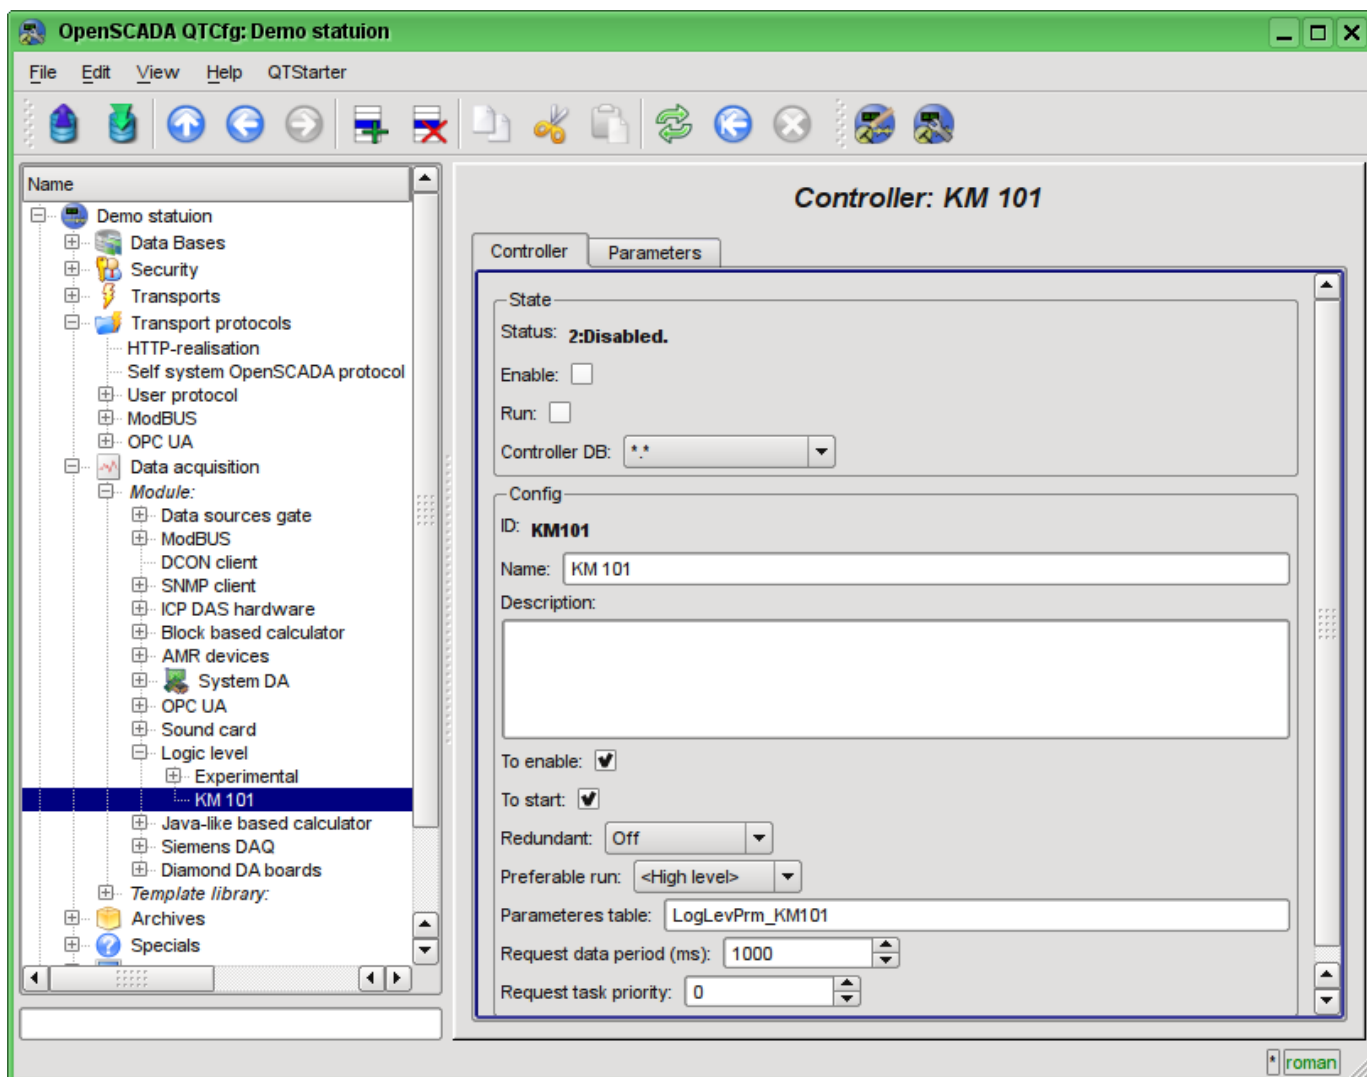 OpenSCADA QTCfg: Demo statuion
File Edit View Help QTStarter
Name
Demo statuion
Data Bases
Security
Transports
Transport protocols
HTTP-realisation
Self system OpenSCADA protocol
User protocol
ModBUS
OPC UA
Data acquisition
Module:
Data sources gate
ModBUS
DCON client
SNMP client
ICP DAS hardware
Block based calculator
AMR devices
System DA
OPC UA
Sound card
Logic level
Experimental
KM 101
Java-like based calculator
Siemens DAQ
Diamond DA boards
Template library:
Archives
Specials
Controller: KM 101
Controller Parameters
State
Status: 2:Disabled.
Enable:
Run:
Controller DB: *.*
Config
ID: KM101
Name: KM 101
Description:
To enable:
To start:
Redundant: Off
Preferable run: <High level>
Parameteres table: LogLevPrm_KM101
Request data period (ms): 1000
Request task priority: 0
* roman